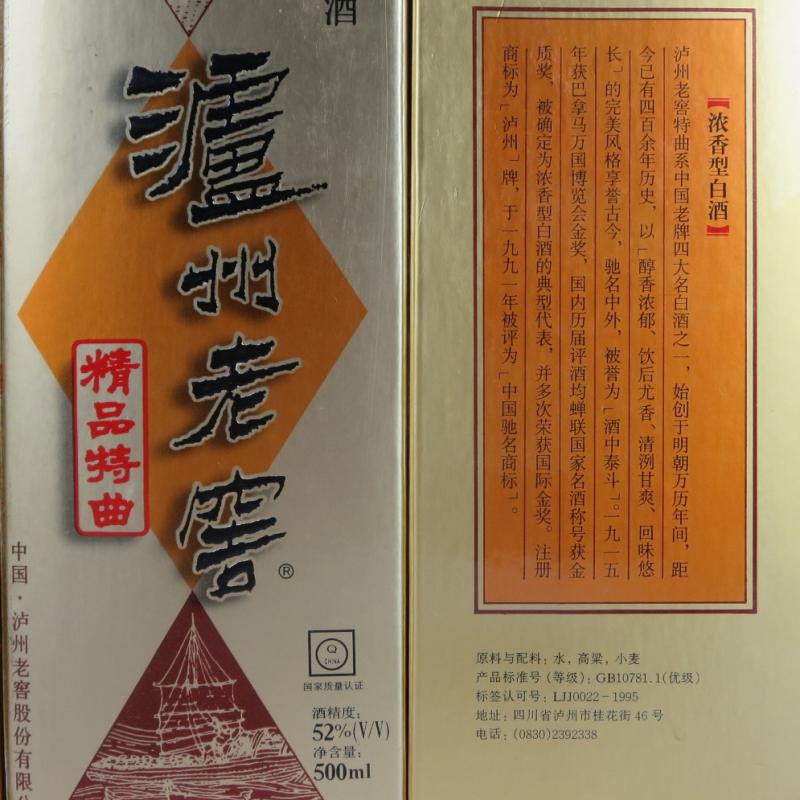 酒
泸州老窖®
精品特曲
中国·泸州老窖股份有限
Q
CHINA
国家质量认证
酒精度:
52%(V/V)
净含量:
500ml
【浓香型白酒】
泸州老窖特曲系中国老牌四大名白酒之一，始创于明朝万历年间，距
今已有四百余年历史，以「醇香浓郁、饮后尤香、清洌甘爽、回味悠
长」的完美风格享誉古今，驰名中外，被誉为「酒中泰斗」。一九一五
年获巴拿马万国博览会金奖，国内历届评酒均蝉联国家名酒称号获金
质奖，被确定为浓香型白酒的典型代表，并多次荣获国际金奖。注册
商标为「泸州」牌，于一九九一年被评为「中国驰名商标」。
原料与配料: 水, 高梁, 小麦
产品标准号 (等级): GB10781.1(优级)
标签认可号: LJJ0022-1995
地址: 四川省泸州市桂花街 46 号
电话: (0830)2392338